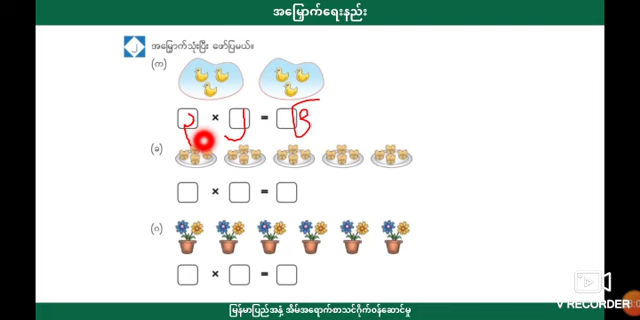 အမြှောက်ရေးနည်း
၂ အမြှောက်သုံးပြီး ဖော်ပြမယ်။
(က)
၃ × ၂ = ၆
(ခ)
× =
(ဂ)
× =
V RECORDER
မြန်မာပြည်အနှံ့ အိမ်အရောက်စာသင်ဂိုက်ဝန်ဆောင်မှု